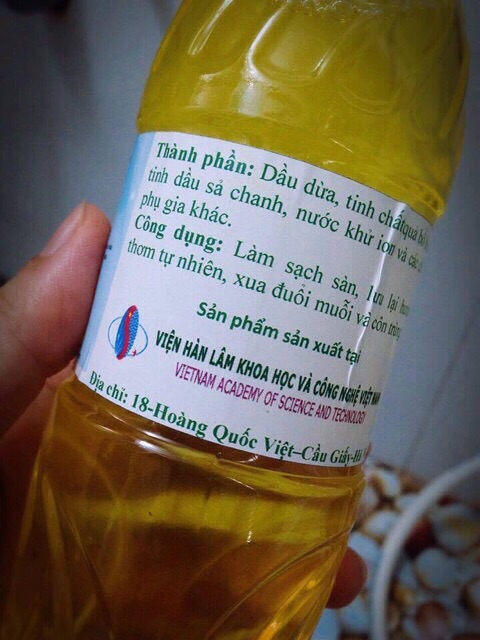 Thành phần: Dầu dừa, tinh chất quả bồ
tinh dầu sả chanh, nước khử ion và các
phụ gia khác.
Công dụng: Làm sạch sàn, lưu lại
thơm tự nhiên, xua đuổi muỗi và côn trùng
Sản phẩm sản xuất tại
VIỆN HÀN LÂM KHOA HỌC VÀ CÔNG NGHỆ VIỆT NAM
VIETNAM ACADEMY OF SCIENCE AND TECHNOLOGY
Địa chỉ: 18-Hoàng Quốc Việt–Cầu Giấy-